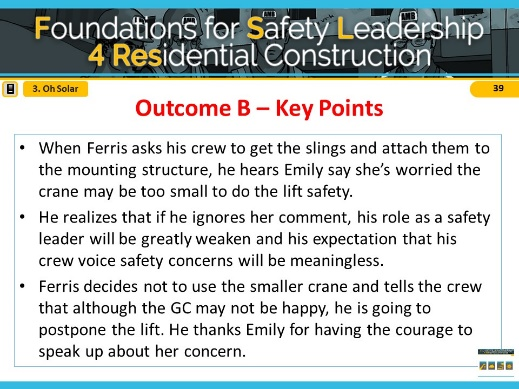 Foundations for Safety Leadership
4 Residential Construction
3. Oh Solar
39
Outcome B – Key Points
• When Ferris asks his crew to get the slings and attach them to
the mounting structure, he hears Emily say she's worried the
crane may be too small to do the lift safety.
• He realizes that if he ignores her comment, his role as a safety
leader will be greatly weaken and his expectation that his
crew voice safety concerns will be meaningless.
• Ferris decides not to use the smaller crane and tells the crew
that although the GC may not be happy, he is going to
postpone the lift. He thanks Emily for having the courage to
speak up about her concern.